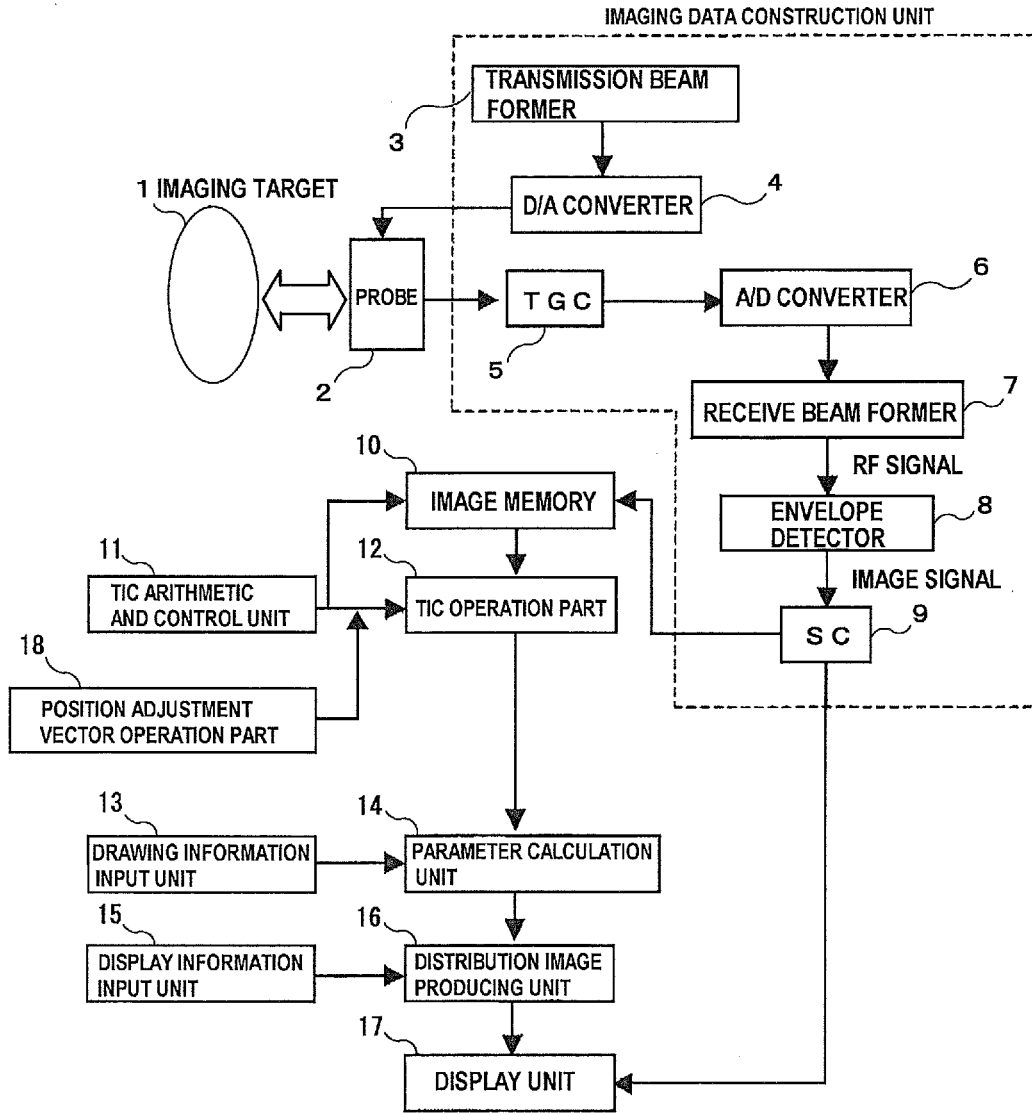 IMAGING DATA CONSTRUCTION UNIT
TRANSMISSION BEAM
FORMER
3
D/A CONVERTER
4
1 IMAGING TARGET
PROBE
2
T G C
5
A/D CONVERTER
6
RECEIVE BEAM FORMER
7
RF SIGNAL
ENVELOPE
DETECTOR
8
IMAGE SIGNAL
S C
9
10
IMAGE MEMORY
11
TIC ARITHMETIC
AND CONTROL UNIT
12
TIC OPERATION PART
18
POSITION ADJUSTMENT
VECTOR OPERATION PART
13
DRAWING INFORMATION
INPUT UNIT
14
PARAMETER CALCULATION
UNIT
15
DISPLAY INFORMATION
INPUT UNIT
16
DISTRIBUTION IMAGE
PRODUCING UNIT
17
DISPLAY UNIT